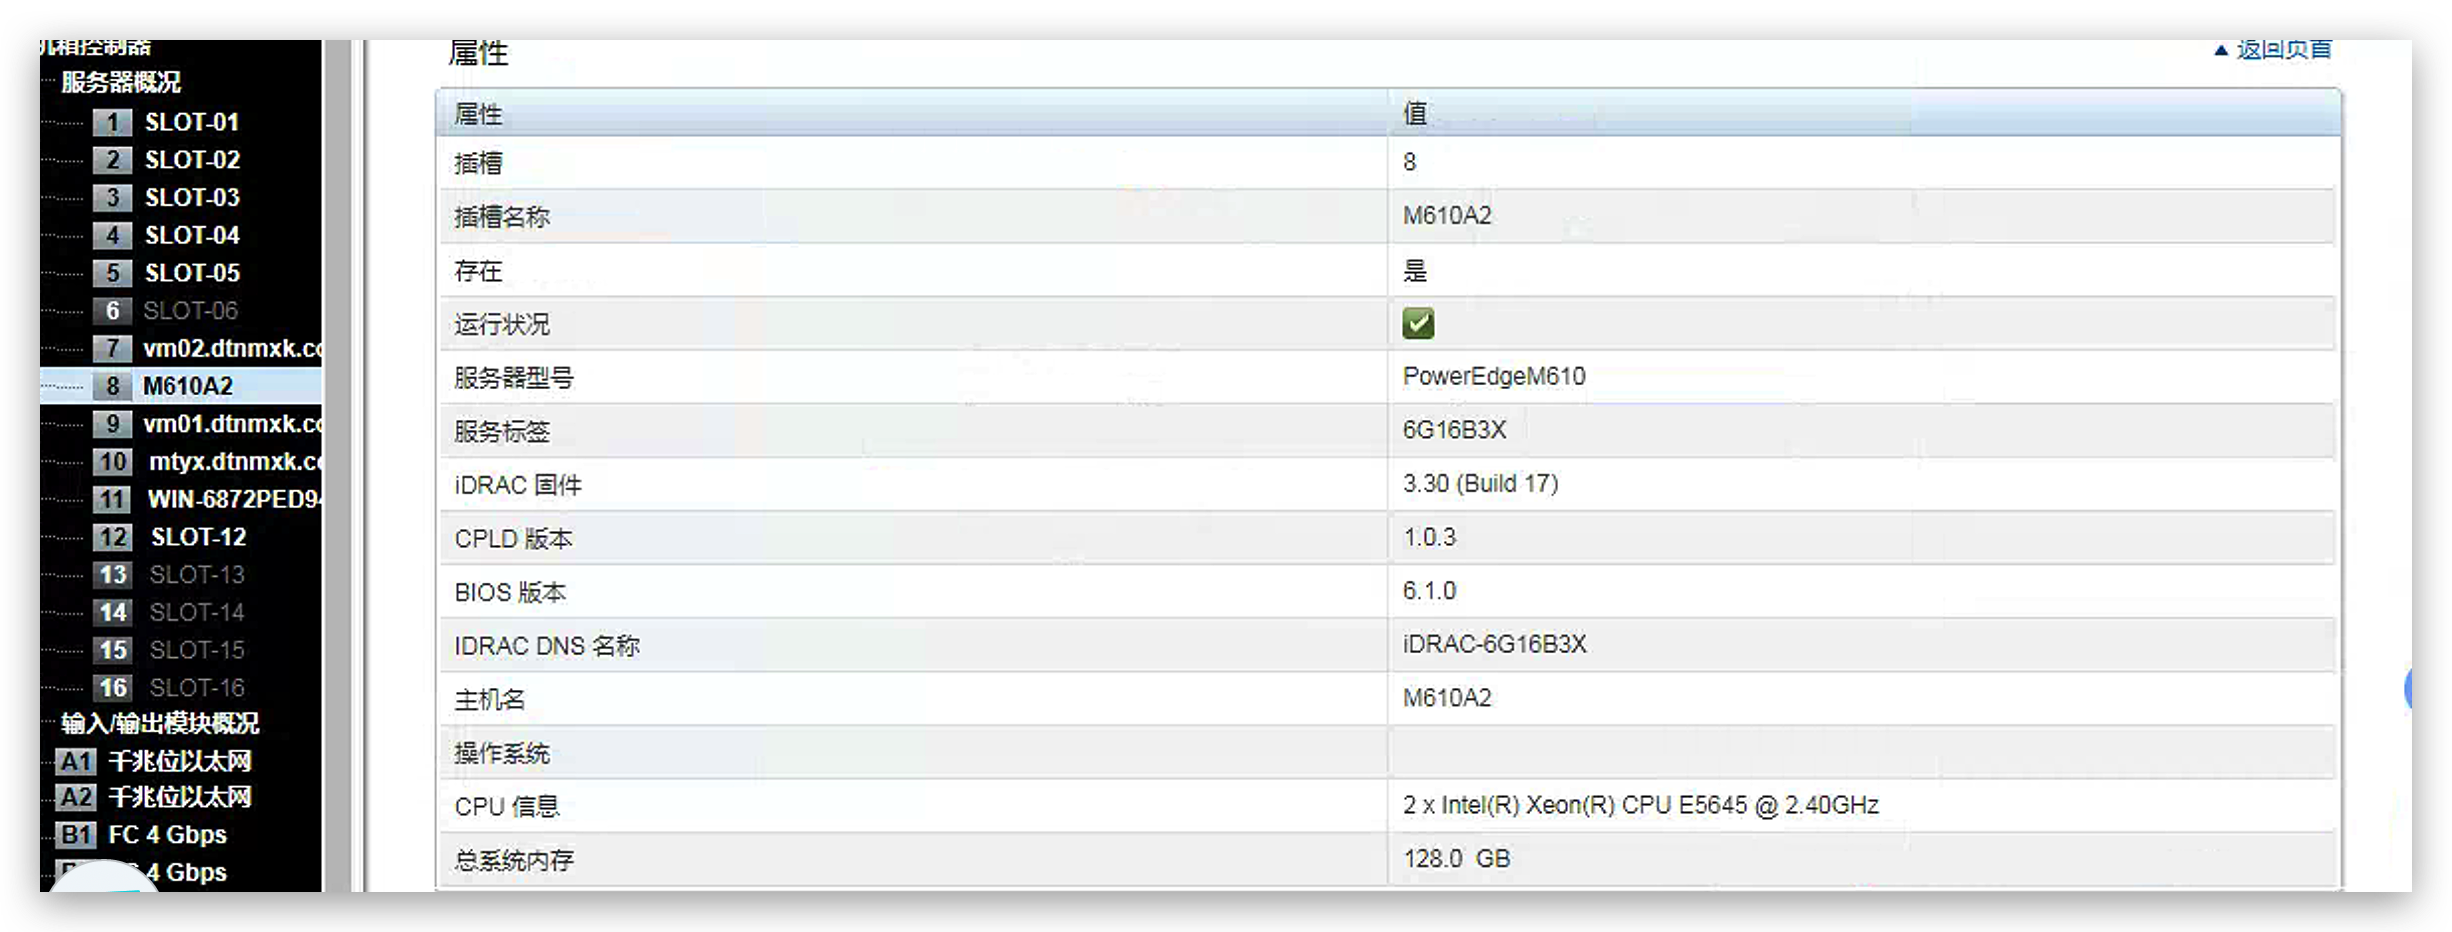 机箱控制器
服务器概况
1 SLOT-01
2 SLOT-02
3 SLOT-03
4 SLOT-04
5 SLOT-05
6 SLOT-06
7 vm02.dtnmxk.c
8 M610A2
9 vm01.dtnmxk.c
10 mtyx.dtnmxk.c
11 WIN-6872PED9
12 SLOT-12
13 SLOT-13
14 SLOT-14
15 SLOT-15
16 SLOT-16
输入/输出模块概况
A1 千兆位以太网
A2 千兆位以太网
B1 FC 4 Gbps
4 Gbps
属性
返回页首
属性 值
插槽 8
插槽名称 M610A2
存在 是
运行状况
服务器型号 PowerEdgeM610
服务标签 6G16B3X
iDRAC 固件 3.30 (Build 17)
CPLD 版本 1.0.3
BIOS 版本 6.1.0
IDRAC DNS 名称 iDRAC-6G16B3X
主机名 M610A2
操作系统
CPU 信息 2 x Intel(R) Xeon(R) CPU E5645 @ 2.40GHz
总系统内存 128.0 GB